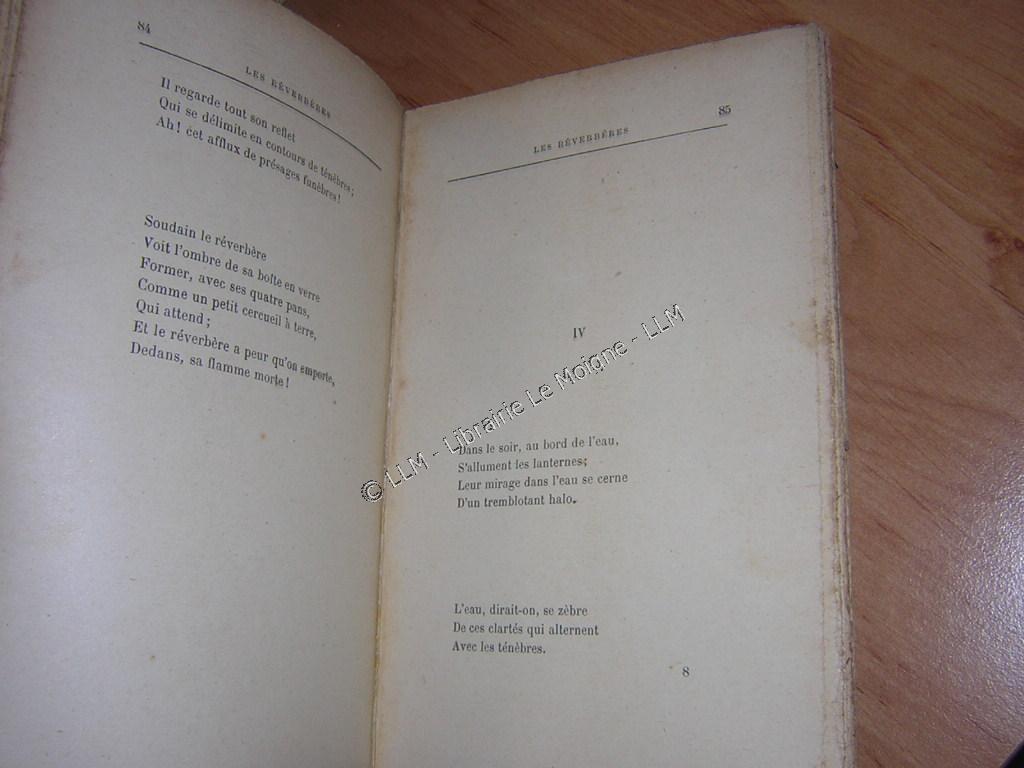 84
LES RÉVERBÈRES
Il regarde tout son reflet
Qui se délimite en contours de ténèbres ;
Ah ! cet afflux de présages funèbres !
Soudain le réverbère
Voit l'ombre de sa boîte en verre
Former, avec ses quatre pans,
Comme un petit cercueil à terre,
Qui attend ;
Et le réverbère a peur qu'on emporte,
Dedans, sa flamme morte !
85
LES RÉVERBÈRES
IV
Dans le soir, au bord de l'eau,
S'allument les lanternes;
Leur mirage dans l'eau se cerne
D'un tremblotant halo.
L'eau, dirait-on, se zèbre
De ces clartés qui alternent
Avec les ténèbres.
8
© LLM - Librairie Le Moigne - LLM